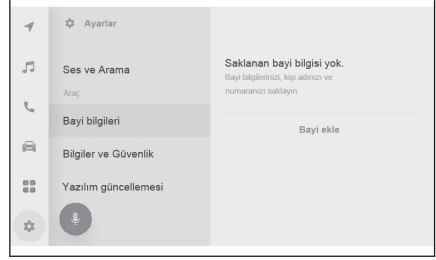 Ayarlar
Ses ve Arama
Araç
Bayi bilgileri
Bilgiler ve Güvenlik
Yazılım güncellemesi
Saklanan bayi bilgisi yok.
Bayi bilgilerinizi, kişi adınızı ve
numaranızı saklayın.
Bayi ekle